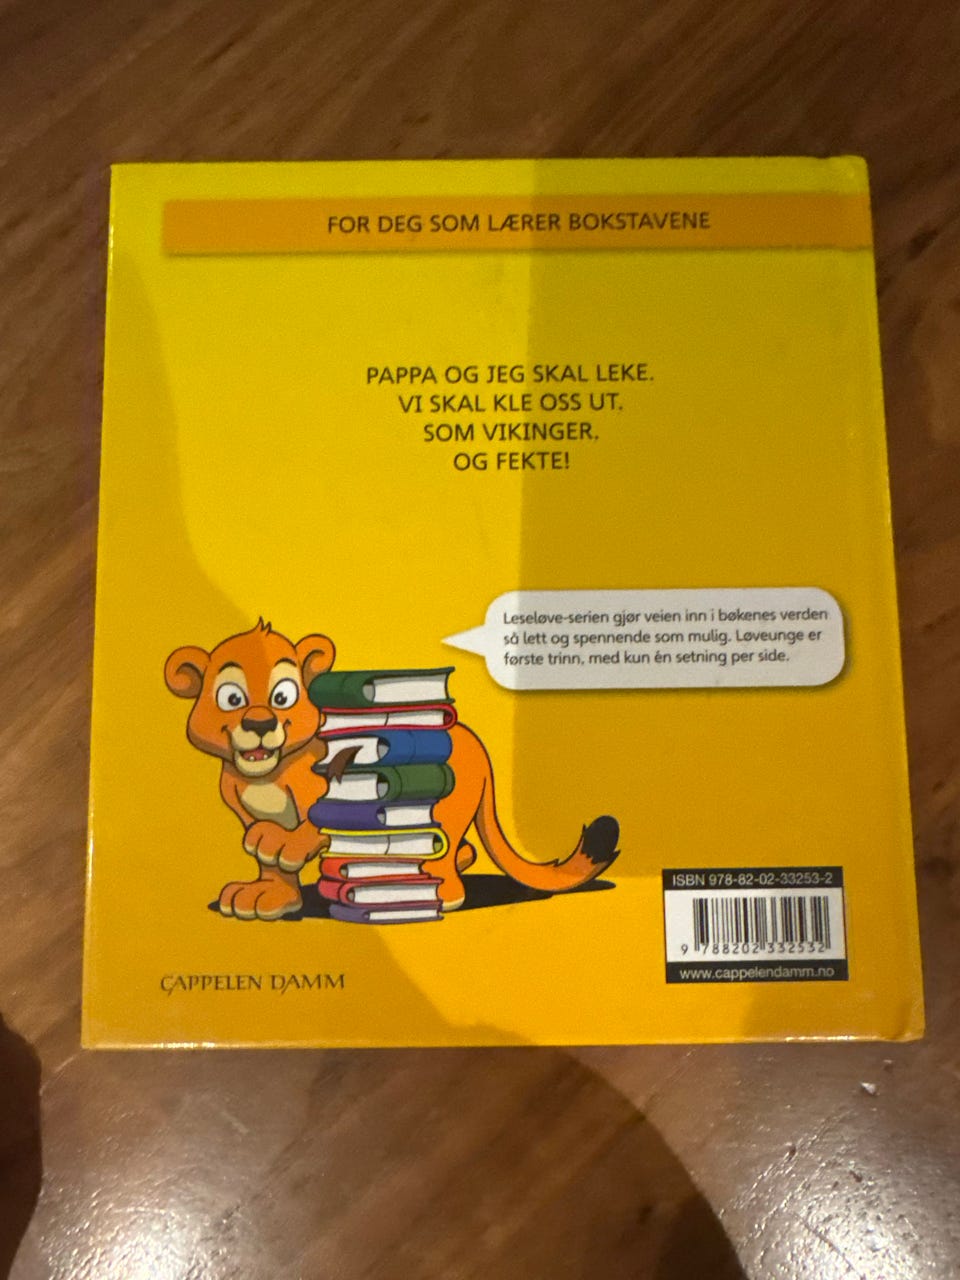 FOR DEG SOM LÆRER BOKSTAVENE
PAPPA OG JEG SKAL LEKE.
VI SKAL KLE OSS UT.
SOM VIKINGER.
OG FEKTE!
Leseløve-serien gjør veien inn i bøkenes verden
så lett og spennende som mulig. Løveunge er
første trinn, med kun én setning per side.
ISBN 978-82-02-33253-2
9 788202 332532
www.cappelendamm.no
CAPPELEN DAMM